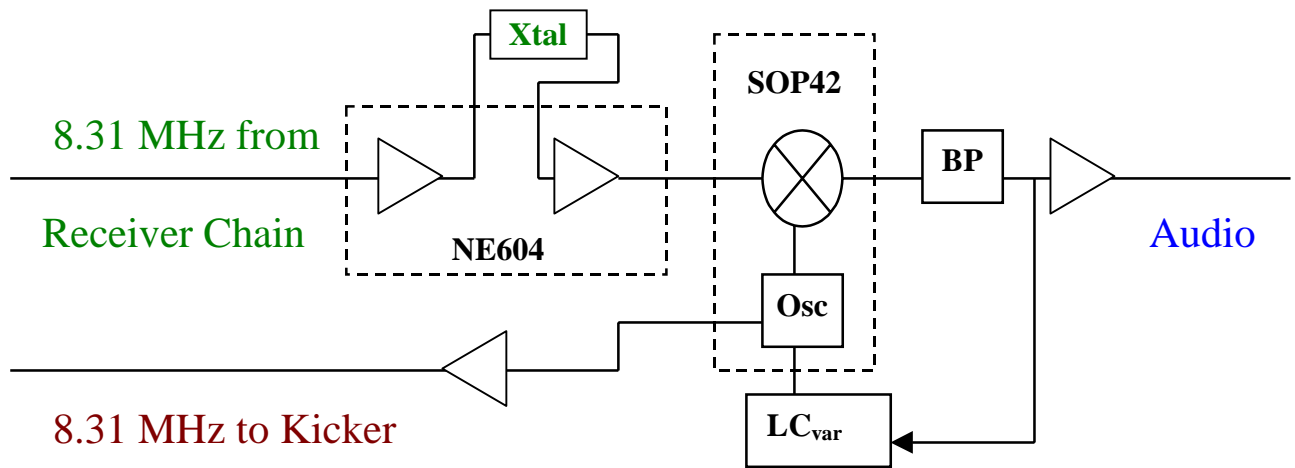 Xtal
SOP42
8.31 MHz from
BP
Receiver Chain
NE604
Audio
Osc
8.31 MHz to Kicker
LCvar